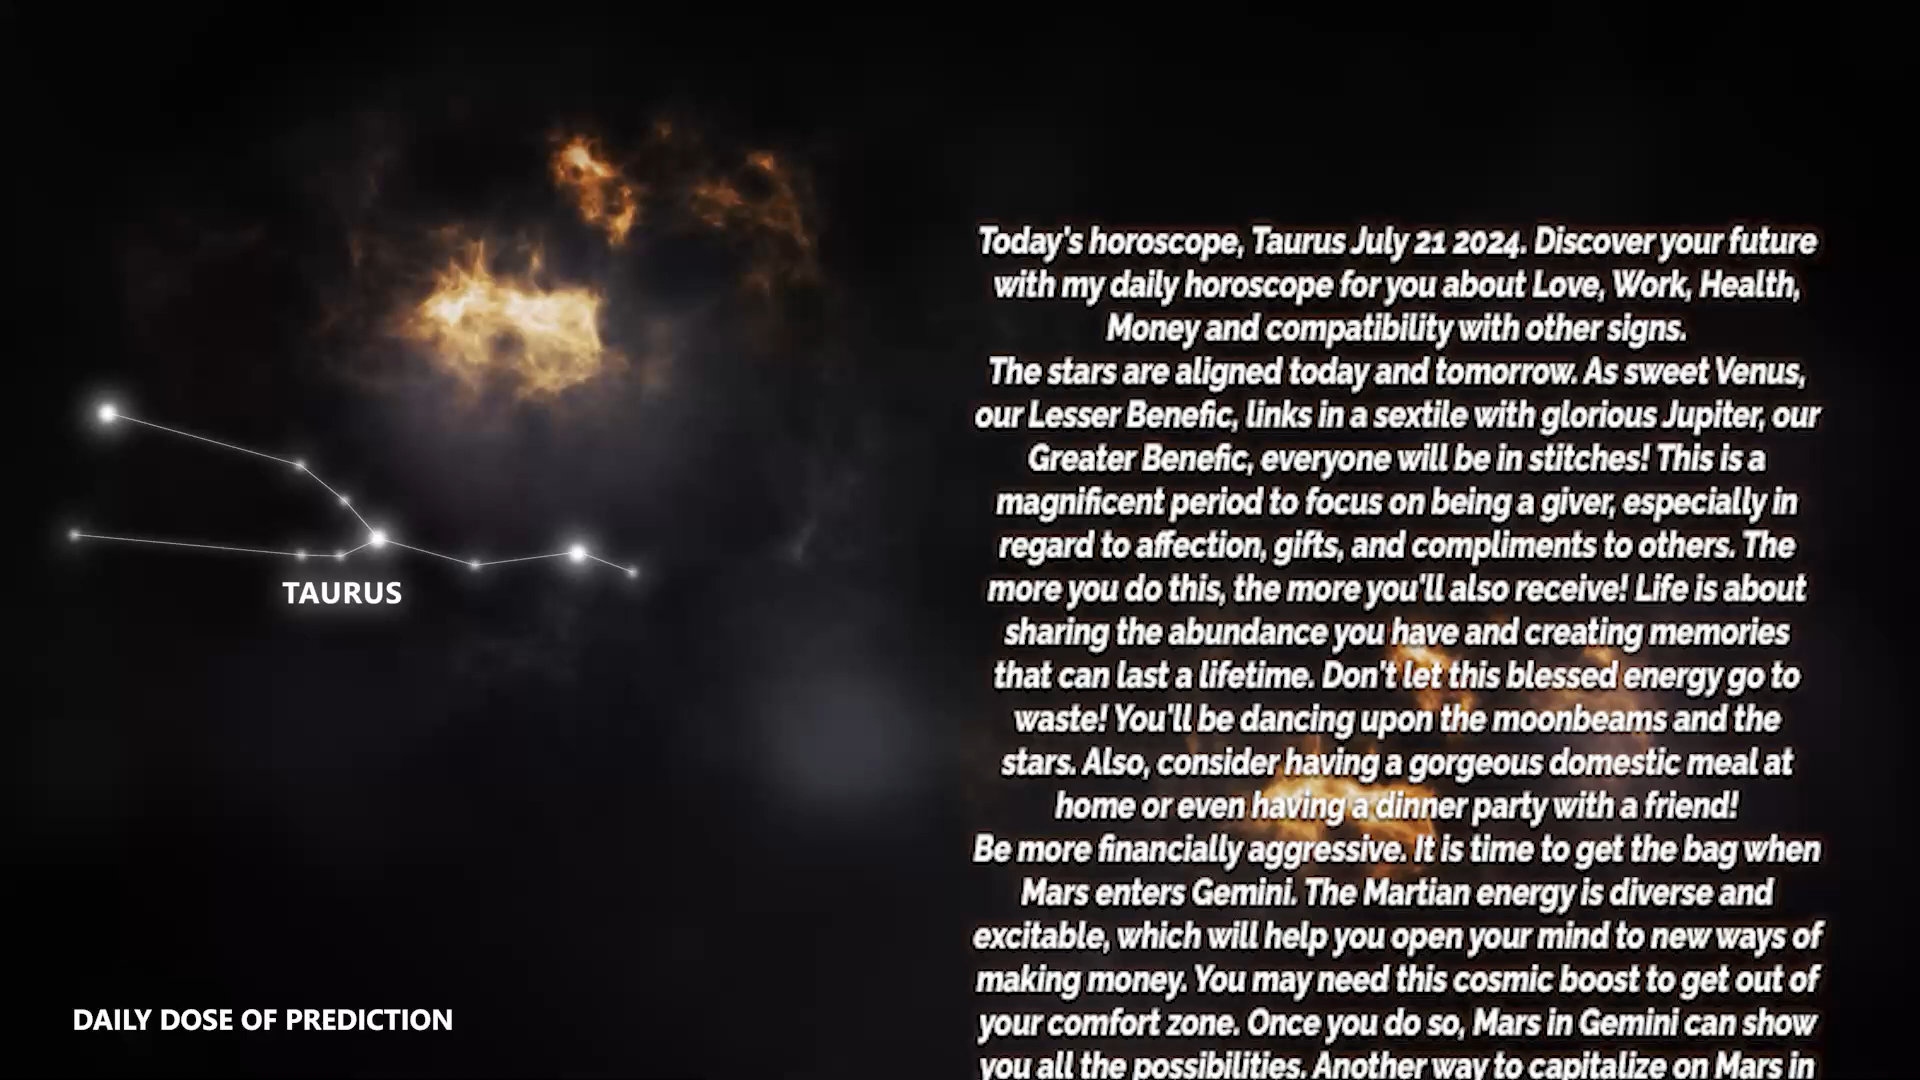 Today's horoscope, Taurus July 21 2024. Discover your future
with my daily horoscope for you about Love, Work, Health,
Money and compatibility with other signs.
The stars are aligned today and tomorrow. As sweet Venus,
our Lesser Benefic, links in a sextile with glorious Jupiter, our
Greater Benefic, everyone will be in stitches! This is a
magnificent period to focus on being a giver, especially in
regard to affection, gifts, and compliments to others. The
more you do this, the more you'll also receive! Life is about
sharing the abundance you have and creating memories
that can last a lifetime. Don't let this blessed energy go to
waste! You'll be dancing upon the moonbeams and the
stars. Also, consider having a gorgeous domestic meal at
home or even having a dinner party with a friend!
Be more financially aggressive. It is time to get the bag when
Mars enters Gemini. The Martian energy is diverse and
excitable, which will help you open your mind to new ways of
making money. You may need this cosmic boost to get out of
your comfort zone. Once you do so, Mars in Gemini can show
you all the possibilities. Another way to capitalize on Mars in
TAURUS
DAILY DOSE OF PREDICTION